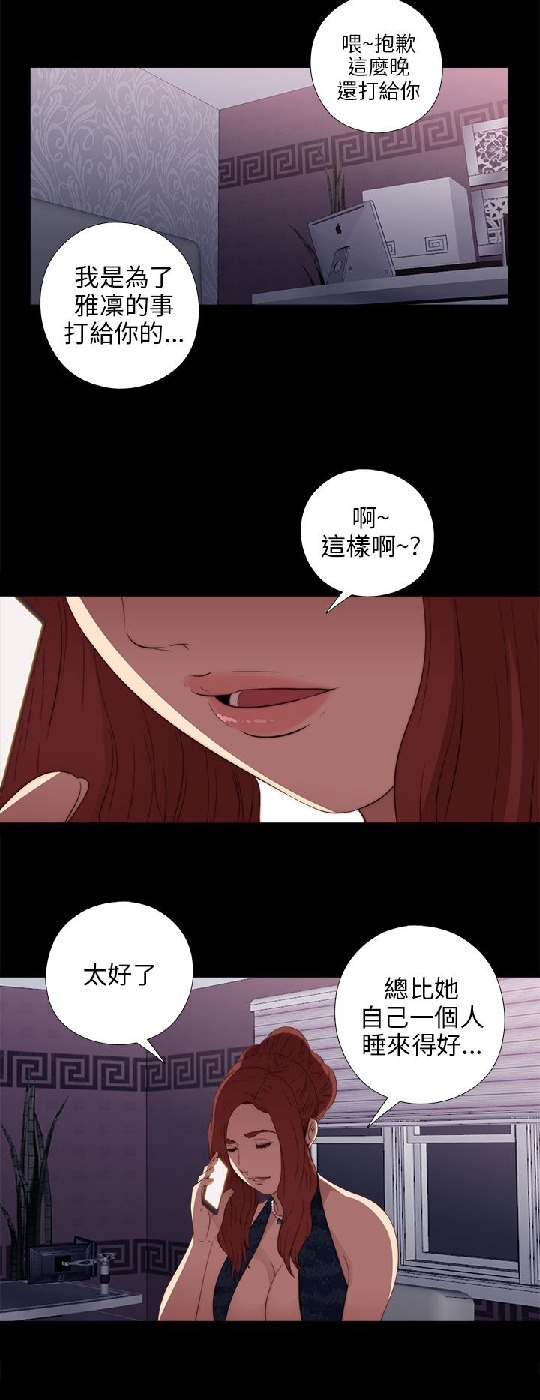 喂~抱歉
這麼晚
還打給你
我是為了
雅凜的事
打給你的...
啊~
這樣啊~?
太好了
總比她
自己一個人
睡來得好...